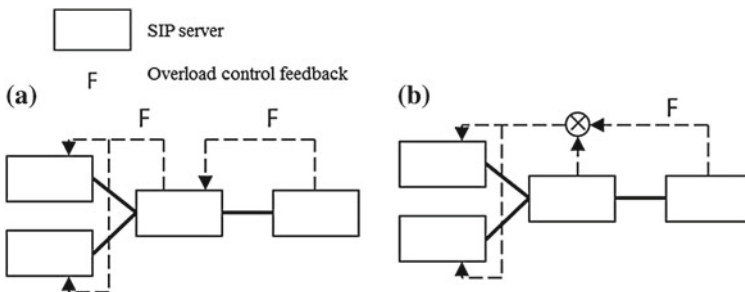 SIP server
F Overload control feedback
(a)
F F
(b)
F